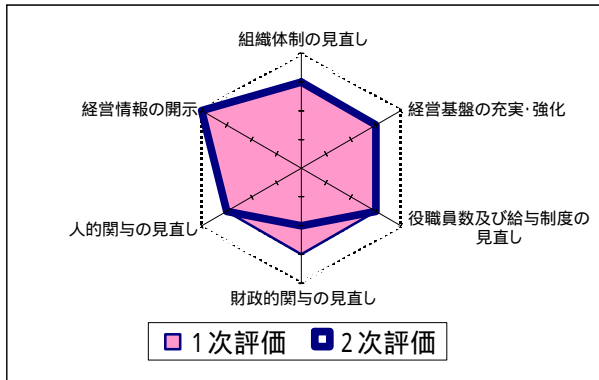 組織体制の見直し
経営情報の開示
経営基盤の充実･強化
人的関与の見直し
役職員数及び給与制度の
見直し
財政的関与の見直し
1次評価 2次評価